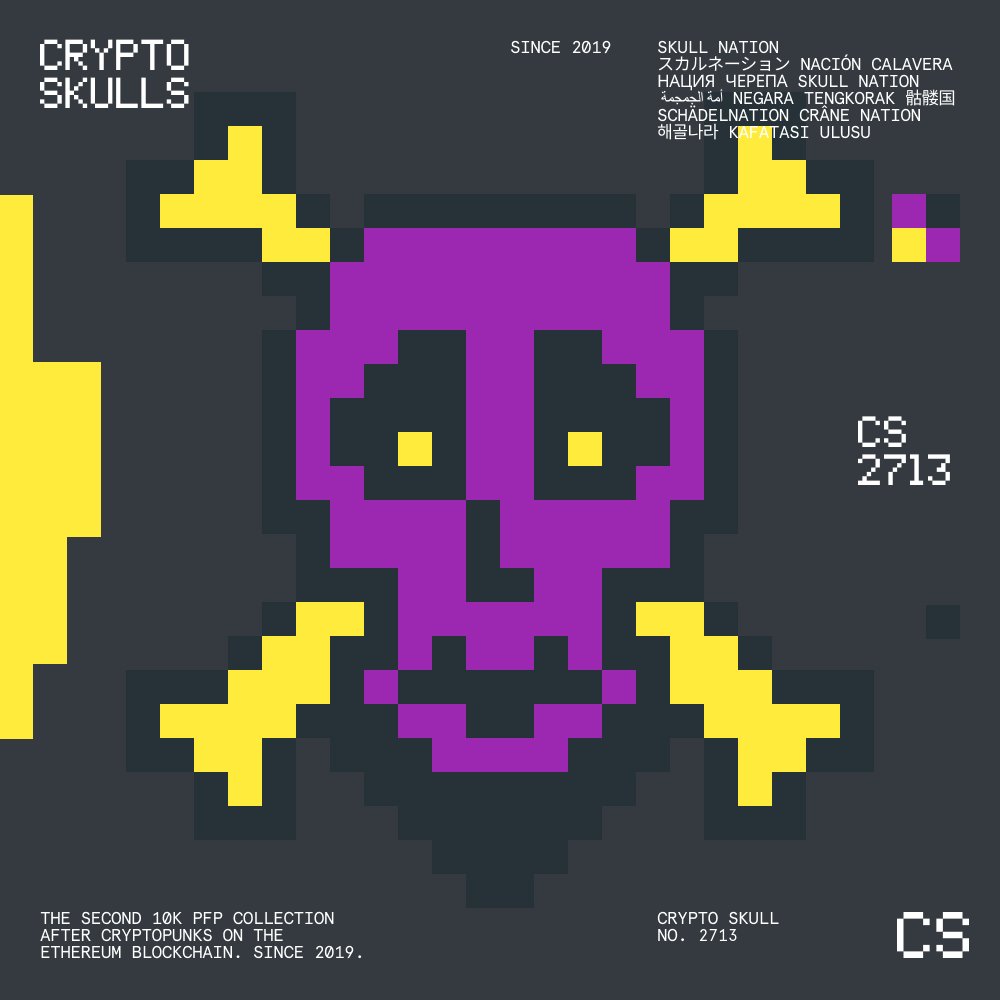 CRYPTO
SKULLS
SINCE 2019
SKULL NATION
スカルネーション NACIÓN CALAVERA
НАЦИЯ ЧЕРЕПА SKULL NATION
أمة الجمجمة NEGARA TENGKORAK 骷髅国
SCHÄDELNATION CRÂNE NATION
해골나라 KAFATASI ULUSU
CS
2713
THE SECOND 10K PFP COLLECTION
AFTER CRYPTOPUNKS ON THE
ETHEREUM BLOCKCHAIN. SINCE 2019.
CRYPTO SKULL
NO. 2713
CS